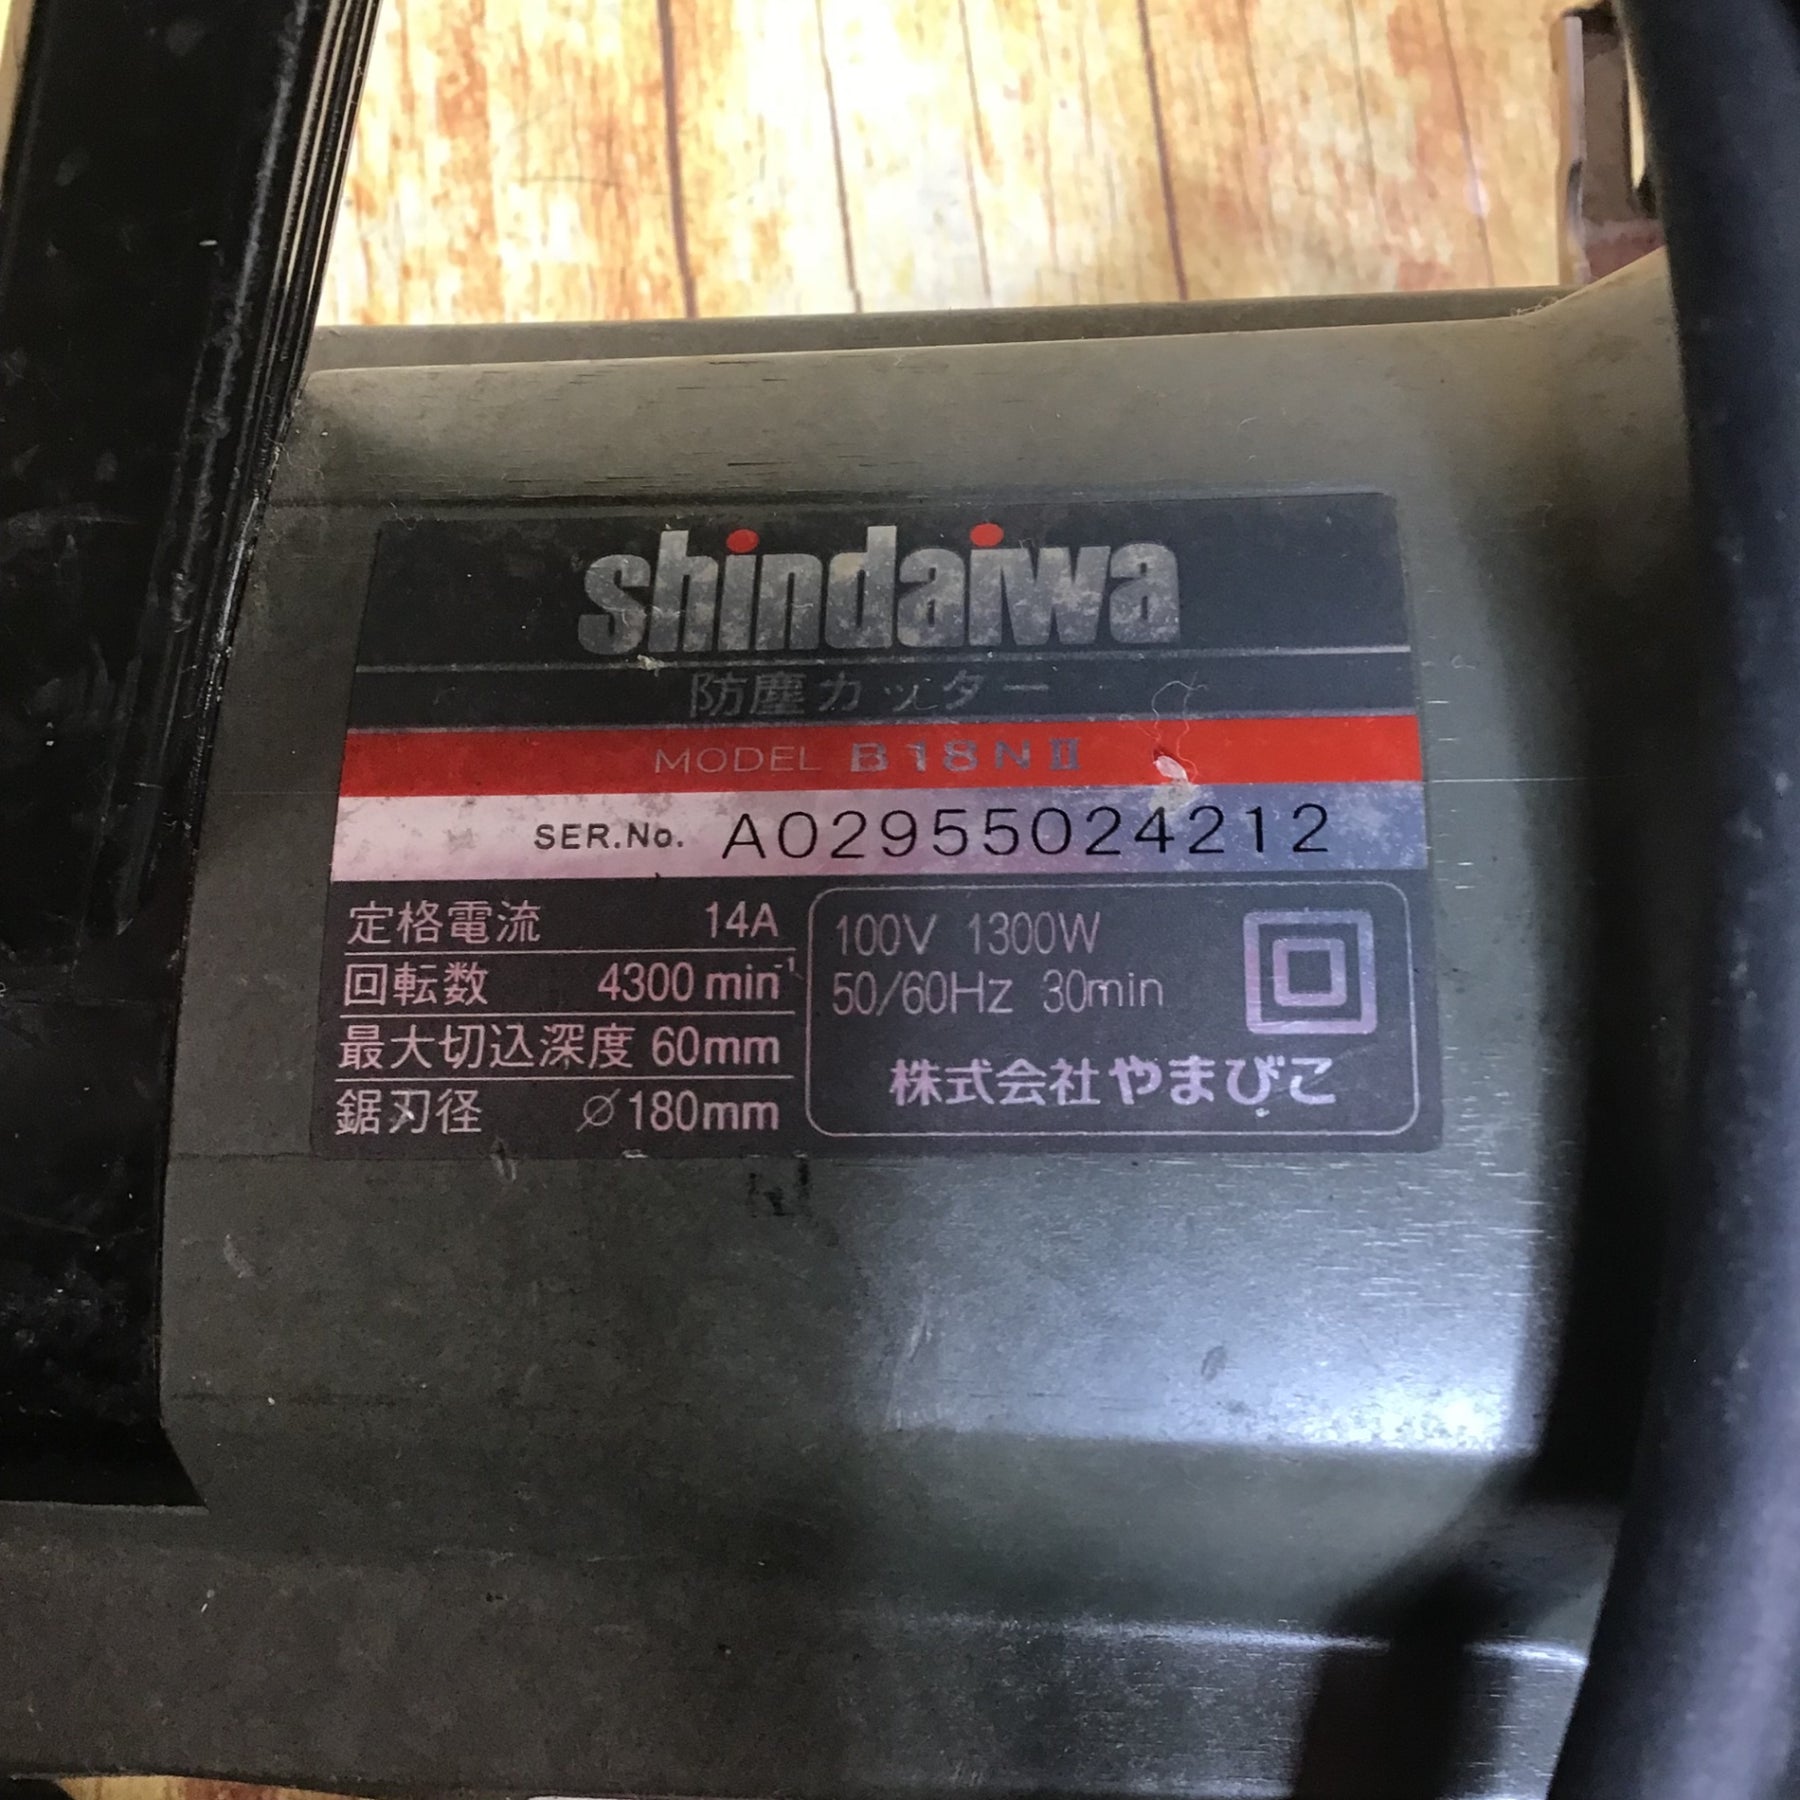 shindaiwa
防塵カッター
MODEL B18NⅡ
SER.No. A02955024212
定格電流 14A
回転数 4300 min⁻¹
最大切込深度 60mm
鋸刃径 ⌀180mm
100V 1300W
50/60Hz 30min
株式会社やまびこ